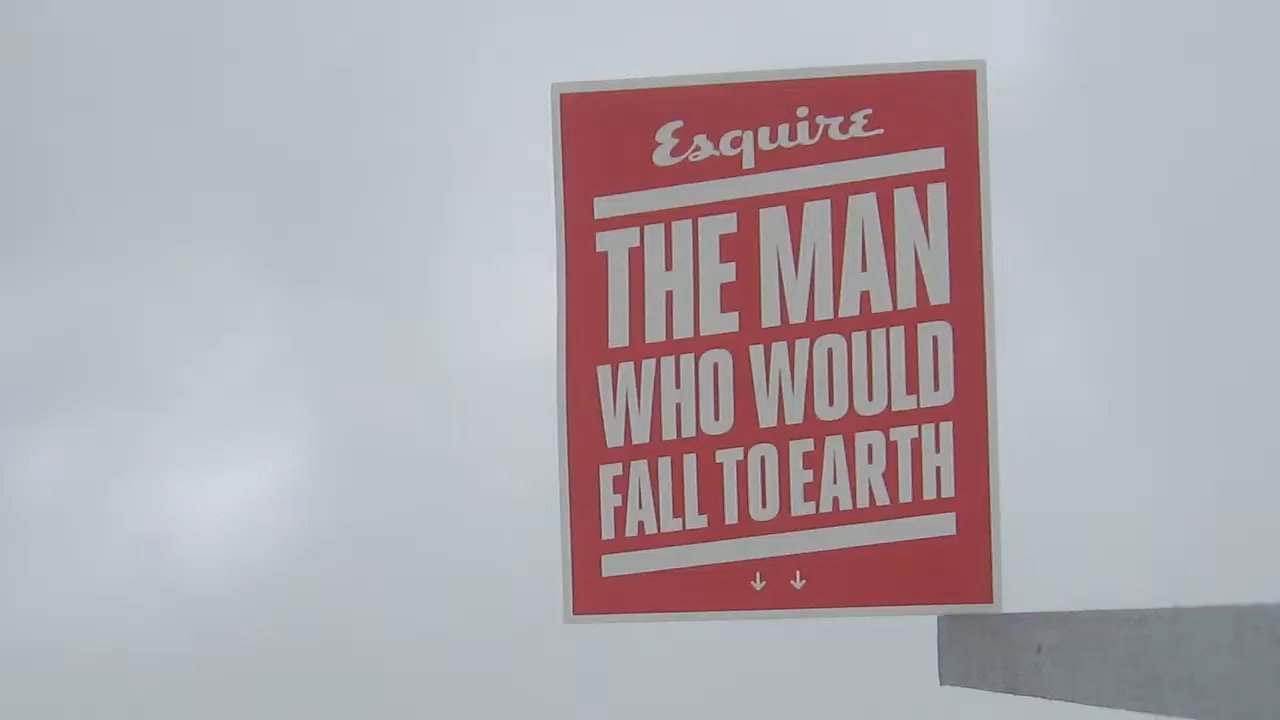 Esquire
THE MAN
WHO WOULD
FALL TO EARTH
↓ ↓